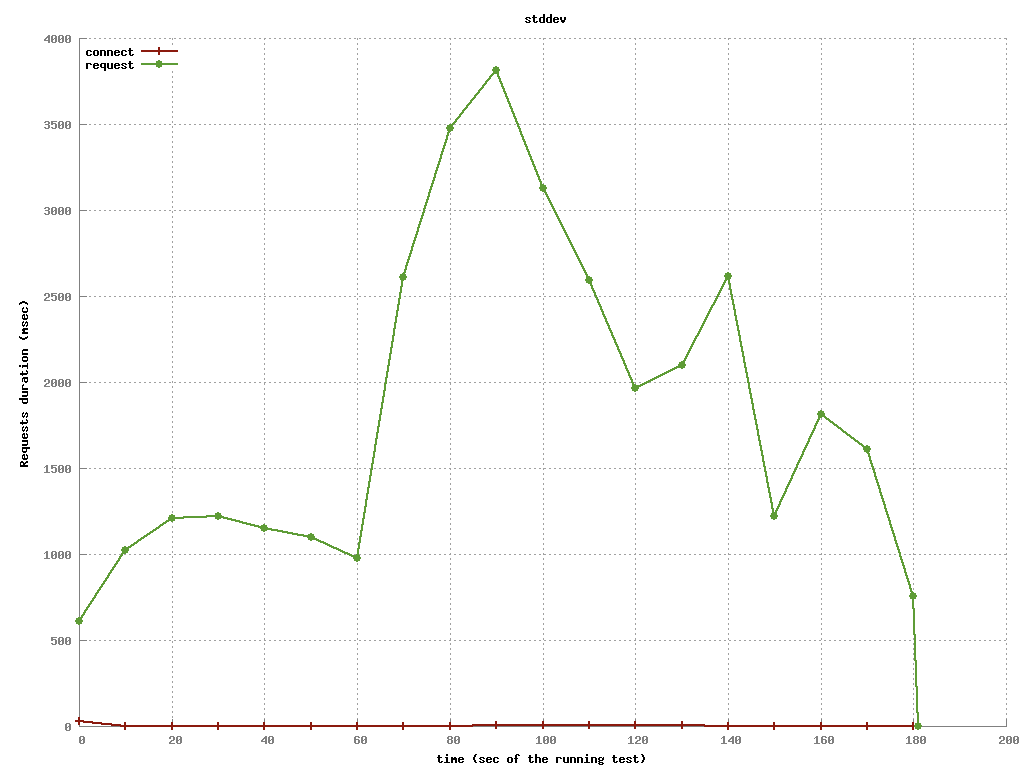 stddev
4000
connect
request
3500
3000
2500
2000
1500
1000
500
0
Requests duration (msec)
0 20 40 60 80 100 120 140 160 180 200
time (sec of the running test)